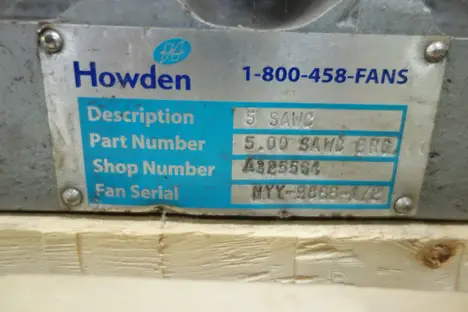 Howden 1-800-458-FANS
Description 5 SAWC
Part Number 5.00 SAWC BRG
Shop Number A325564
Fan Serial